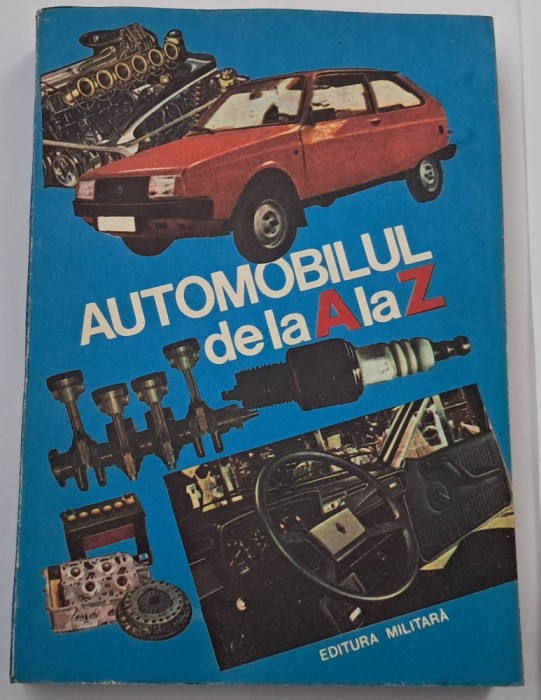 AUTOMOBILUL
de la A la Z
EDITURA MILITARĂ